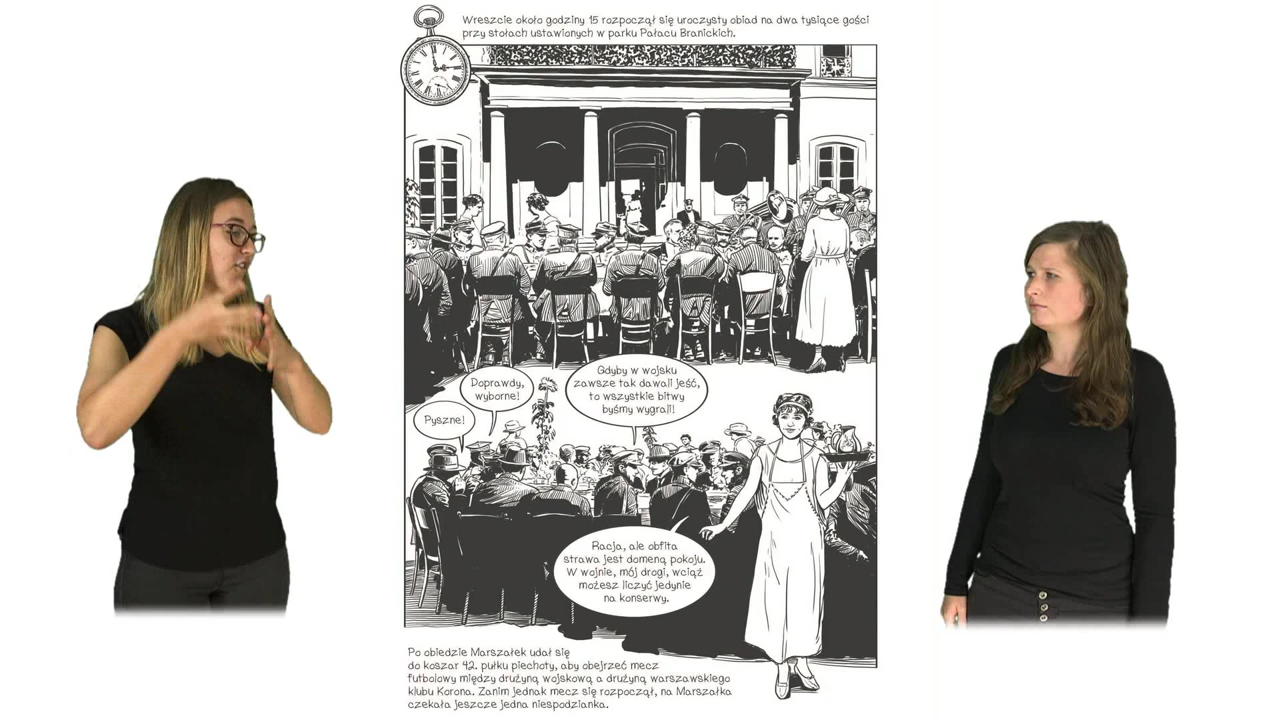 Wreszcie około godziny 15 rozpoczął się uroczysty obiad na dwa tysiące gości
przy stołach ustawionych w parku Pałacu Branickich.
Pyszne!
Doprawdy,
wyborne!
Gdyby w wojsku
zawsze tak dawali jeść,
to wszystkie bitwy
byśmy wygrali!
Racja, ale obfita
strawa jest domeną pokoju.
W wojnie, mój drogi, wciąż
możesz liczyć jedynie
na konserwy.
Po obiedzie Marszałek udał się
do koszar 42. pułku piechoty, aby obejrzeć mecz
futbolowy między drużyną wojskową a drużyną warszawskiego
klubu Korona. Zanim jednak mecz się rozpoczął, na Marszałka
czekała jeszcze jedna niespodzianka.